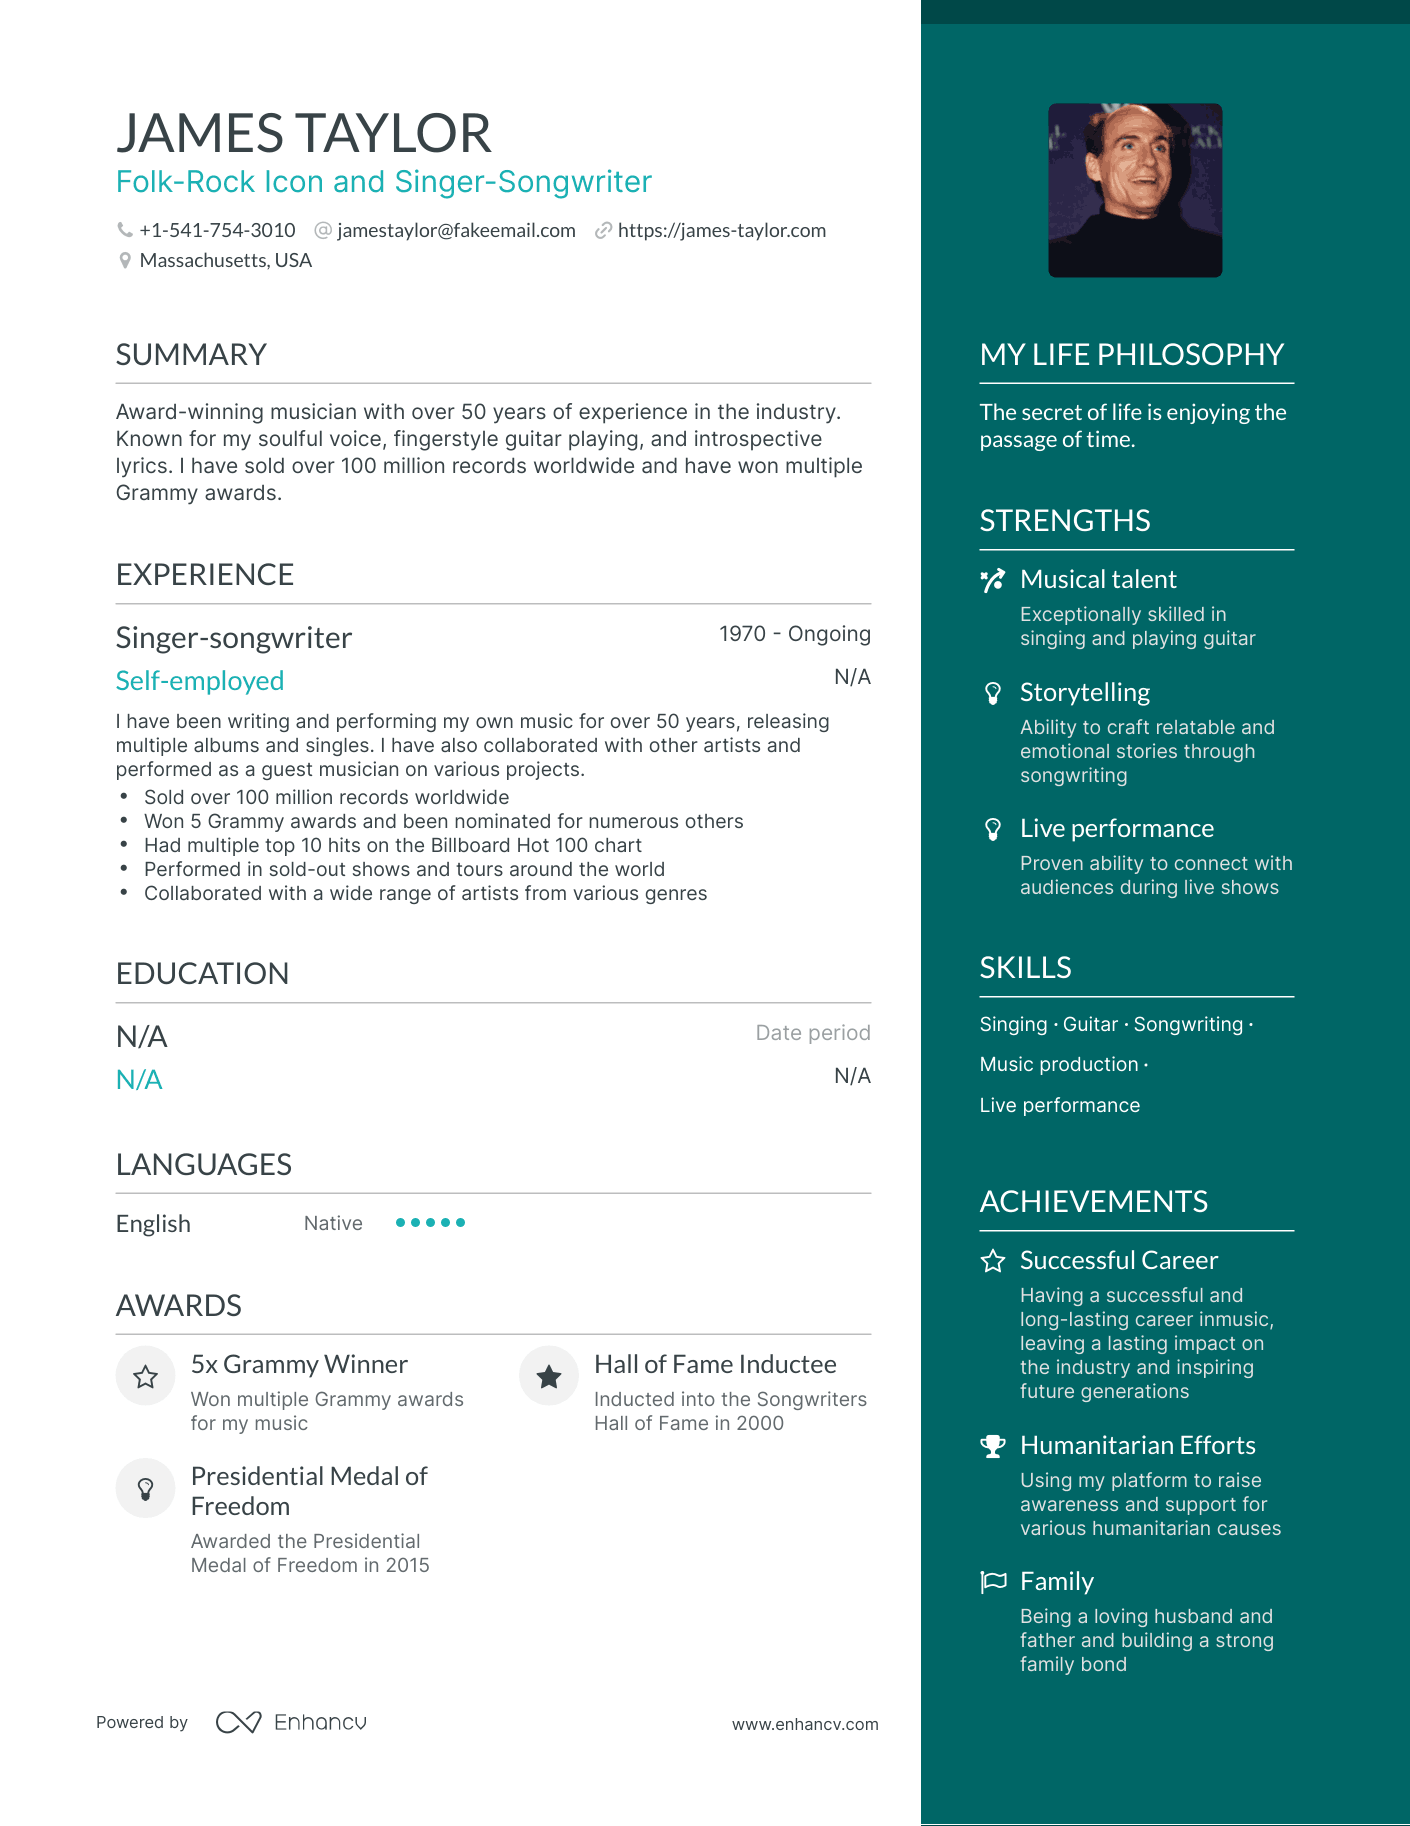 JAMES TAYLOR
Folk-Rock Icon and Singer-Songwriter
+1-541-754-3010 @ jamestaylor@fakeemail.com https://james-taylor.com
Massachusetts, USA
SUMMARY
Award-winning musician with over 50 years of experience in the industry.
Known for my soulful voice, fingerstyle guitar playing, and introspective
lyrics. I have sold over 100 million records worldwide and have won multiple
Grammy awards.
EXPERIENCE
Singer-songwriter 1970 - Ongoing
Self-employed N/A
I have been writing and performing my own music for over 50 years, releasing
multiple albums and singles. I have also collaborated with other artists and
performed as a guest musician on various projects.
• Sold over 100 million records worldwide
• Won 5 Grammy awards and been nominated for numerous others
• Had multiple top 10 hits on the Billboard Hot 100 chart
• Performed in sold-out shows and tours around the world
• Collaborated with a wide range of artists from various genres
EDUCATION
N/A Date period
N/A N/A
LANGUAGES
English Native
AWARDS
5x Grammy Winner
Won multiple Grammy awards
for my music
Hall of Fame Inductee
Inducted into the Songwriters
Hall of Fame in 2000
Presidential Medal of
Freedom
Awarded the Presidential
Medal of Freedom in 2015
Powered by Enhancv www.enhancv.com
MY LIFE PHILOSOPHY
The secret of life is enjoying the
passage of time.
STRENGTHS
Musical talent
Exceptionally skilled in
singing and playing guitar
Storytelling
Ability to craft relatable and
emotional stories through
songwriting
Live performance
Proven ability to connect with
audiences during live shows
SKILLS
Singing · Guitar · Songwriting ·
Music production ·
Live performance
ACHIEVEMENTS
Successful Career
Having a successful and
long-lasting career inmusic,
leaving a lasting impact on
the industry and inspiring
future generations
Humanitarian Efforts
Using my platform to raise
awareness and support for
various humanitarian causes
Family
Being a loving husband and
father and building a strong
family bond